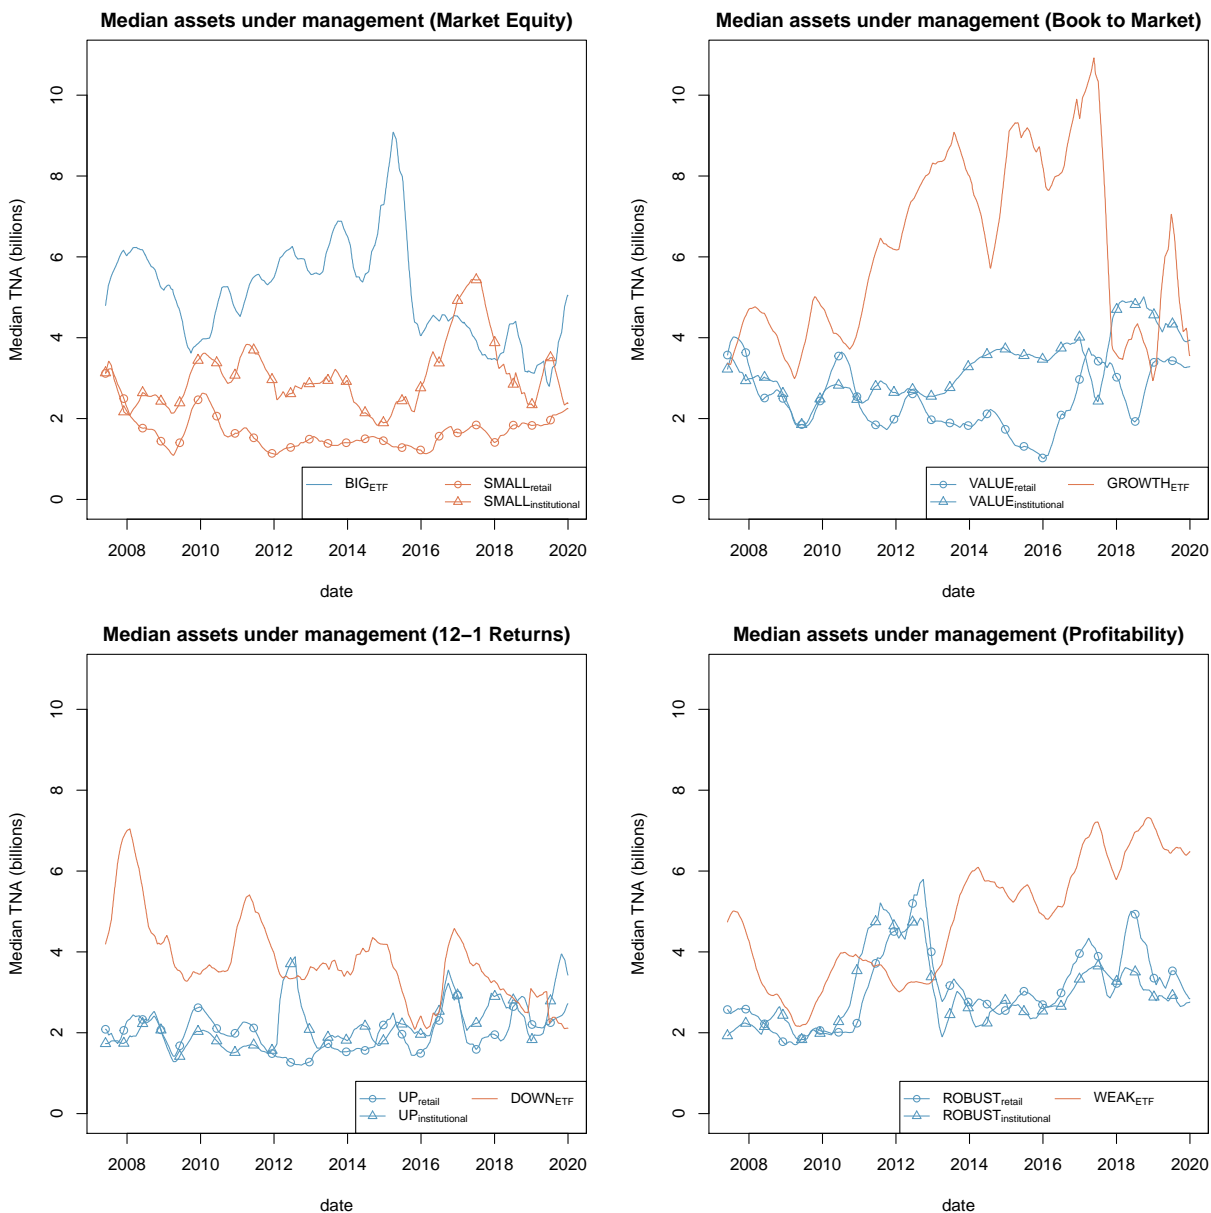 Median assets under management (Market Equity)
Median TNA (billions)
10
8
6
4
2
0
BIG_ETF
SMALL_retail
SMALL_institutional
2008 2010 2012 2014 2016 2018 2020
date
Median assets under management (Book to Market)
Median TNA (billions)
10
8
6
4
2
0
VALUE_retail GROWTH_ETF
VALUE_institutional
2008 2010 2012 2014 2016 2018 2020
date
Median assets under management (12−1 Returns)
Median TNA (billions)
10
8
6
4
2
0
UP_retail DOWN_ETF
UP_institutional
2008 2010 2012 2014 2016 2018 2020
date
Median assets under management (Profitability)
Median TNA (billions)
10
8
6
4
2
0
ROBUST_retail WEAK_ETF
ROBUST_institutional
2008 2010 2012 2014 2016 2018 2020
date